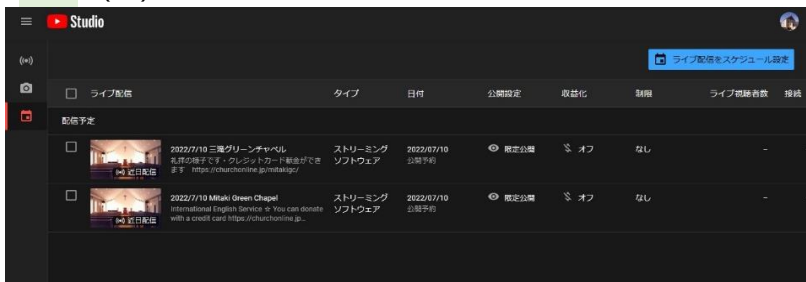 Studio
ライブ配信をスケジュール設定
ライブ配信 タイプ 日付 公開設定 収益化 制限 ライブ視聴者数 接続
配信予定
2022/7/10 三滝グリーンチャペル ストリーミング 2022/07/10 限定公開 オフ なし –
礼拝の様子です・クレジットカード献金ができ ソフトウェア 公開予約
ます https://churchonline.jp/mitakigc/
近日配信
2022/7/10 Mitaki Green Chapel ストリーミング 2022/07/10 限定公開 オフ なし –
International English Service ☆ You can donate ソフトウェア 公開予約
with a credit card https://churchonline.jp...
近日配信